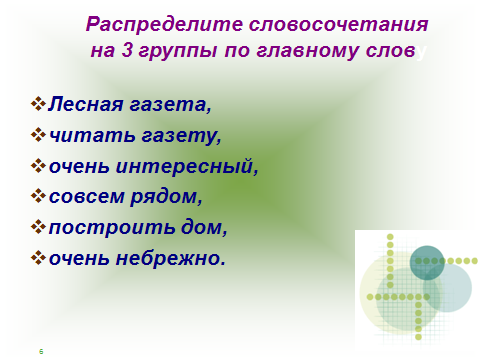 Распределите словосочетания
на 3 группы по главному слову
Лесная газета,
читать газету,
очень интересный,
совсем рядом,
построить дом,
очень небрежно.
6